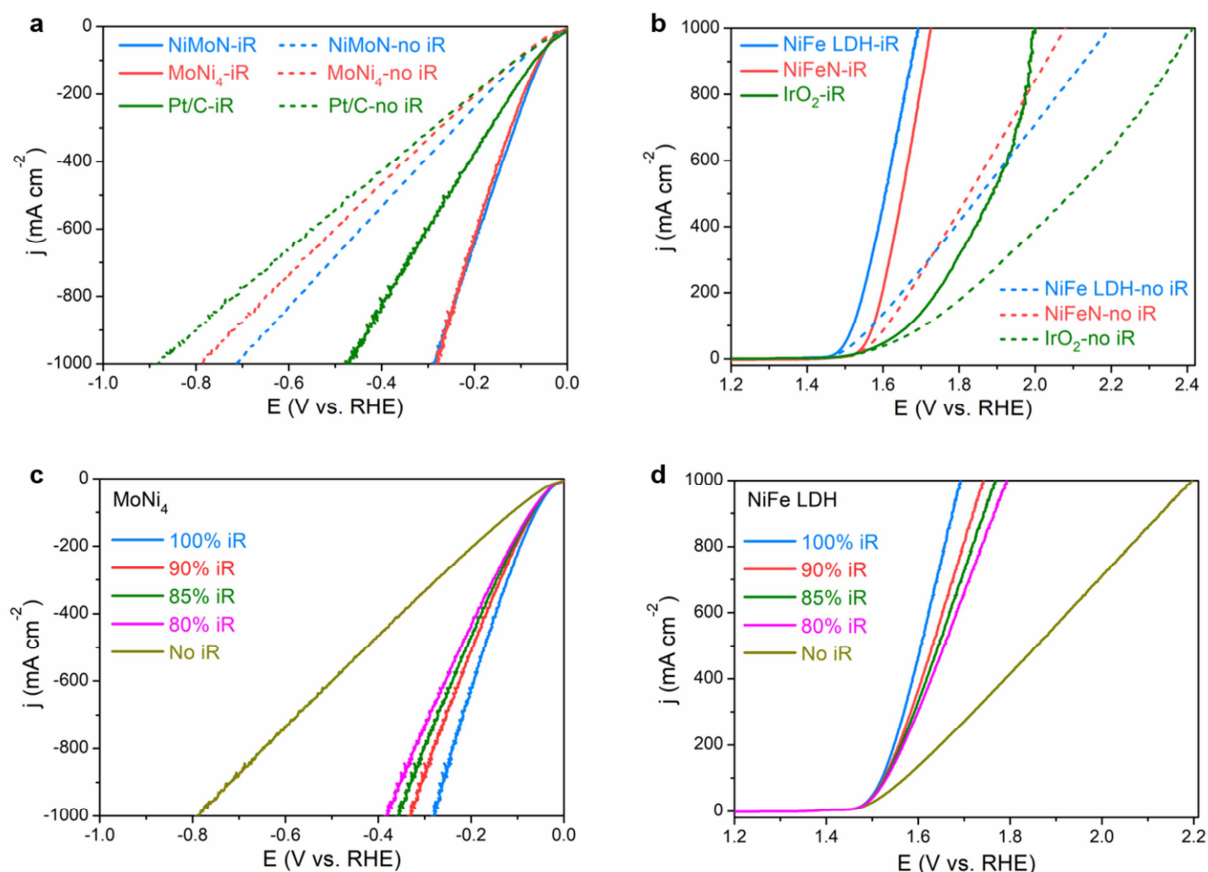 a
NiMoN-iR NiMoN-no iR
MoNi₄-iR MoNi₄-no iR
Pt/C-iR Pt/C-no iR
0
-200
-400
-600
-800
-1000
j (mA cm⁻²)
-1.0 -0.8 -0.6 -0.4 -0.2 0.0
E (V vs. RHE)
b
NiFe LDH-iR
NiFeN-iR
IrO₂-iR
NiFe LDH-no iR
NiFeN-no iR
IrO₂-no iR
1000
800
600
400
200
0
j (mA cm⁻²)
1.2 1.4 1.6 1.8 2.0 2.2 2.4
E (V vs. RHE)
c
MoNi₄
100% iR
90% iR
85% iR
80% iR
No iR
0
-200
-400
-600
-800
-1000
j (mA cm⁻²)
-1.0 -0.8 -0.6 -0.4 -0.2 0.0
E (V vs. RHE)
d
NiFe LDH
100% iR
90% iR
85% iR
80% iR
No iR
1000
800
600
400
200
0
j (mA cm⁻²)
1.2 1.4 1.6 1.8 2.0 2.2
E (V vs. RHE)